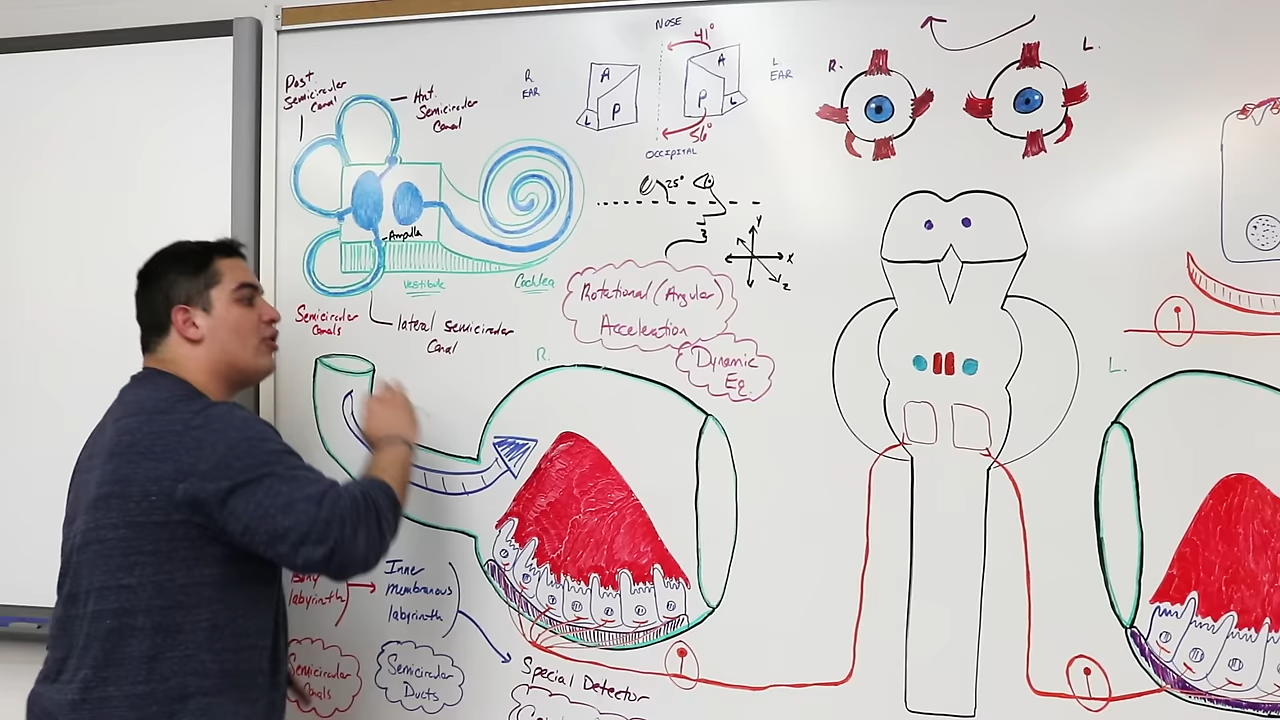 Post
Semicircular
Canal
Ant.
Semicircular
Canal
Ampulla
Vestibule
Cochlea
Semicircular
Canals
lateral semicircular
Canal
NOSE
41°
R.
EAR
A
P
L
A
P
L
L.
EAR
56°
OCCIPITAL
25°
Y
X
Z
R.
L.
Rotational (Angular)
Acceleration
Dynamic
Eq.
R.
L.
Bony
labyrinth
Inner
membranous
labyrinth
Semicircular
Canals
Semicircular
Ducts
Special Detector